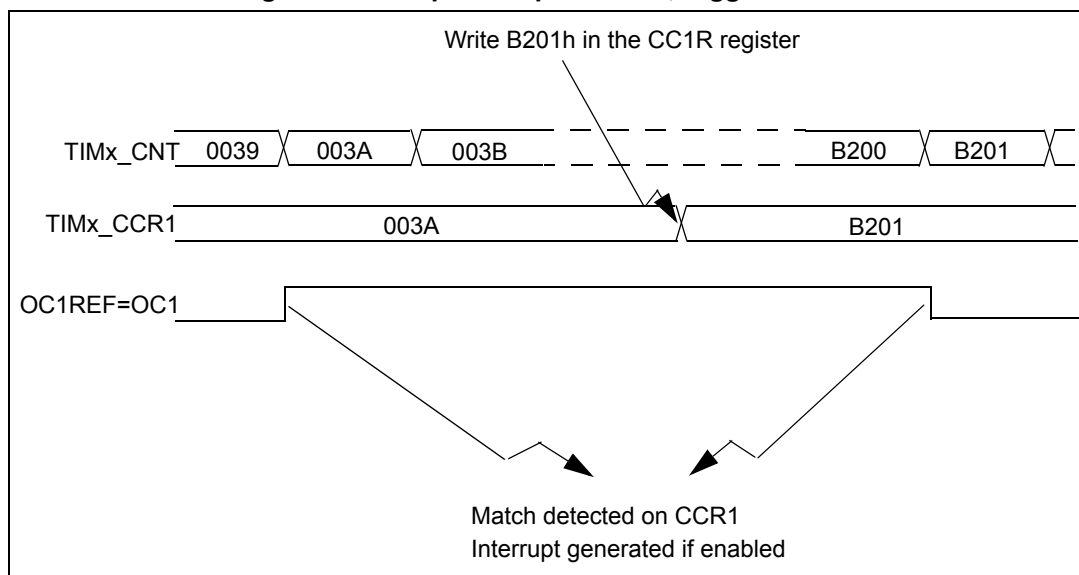 Write B201h in the CC1R register
TIMx_CNT 0039 003A 003B B200 B201
TIMx_CCR1 003A B201
OC1REF=OC1
Match detected on CCR1
Interrupt generated if enabled